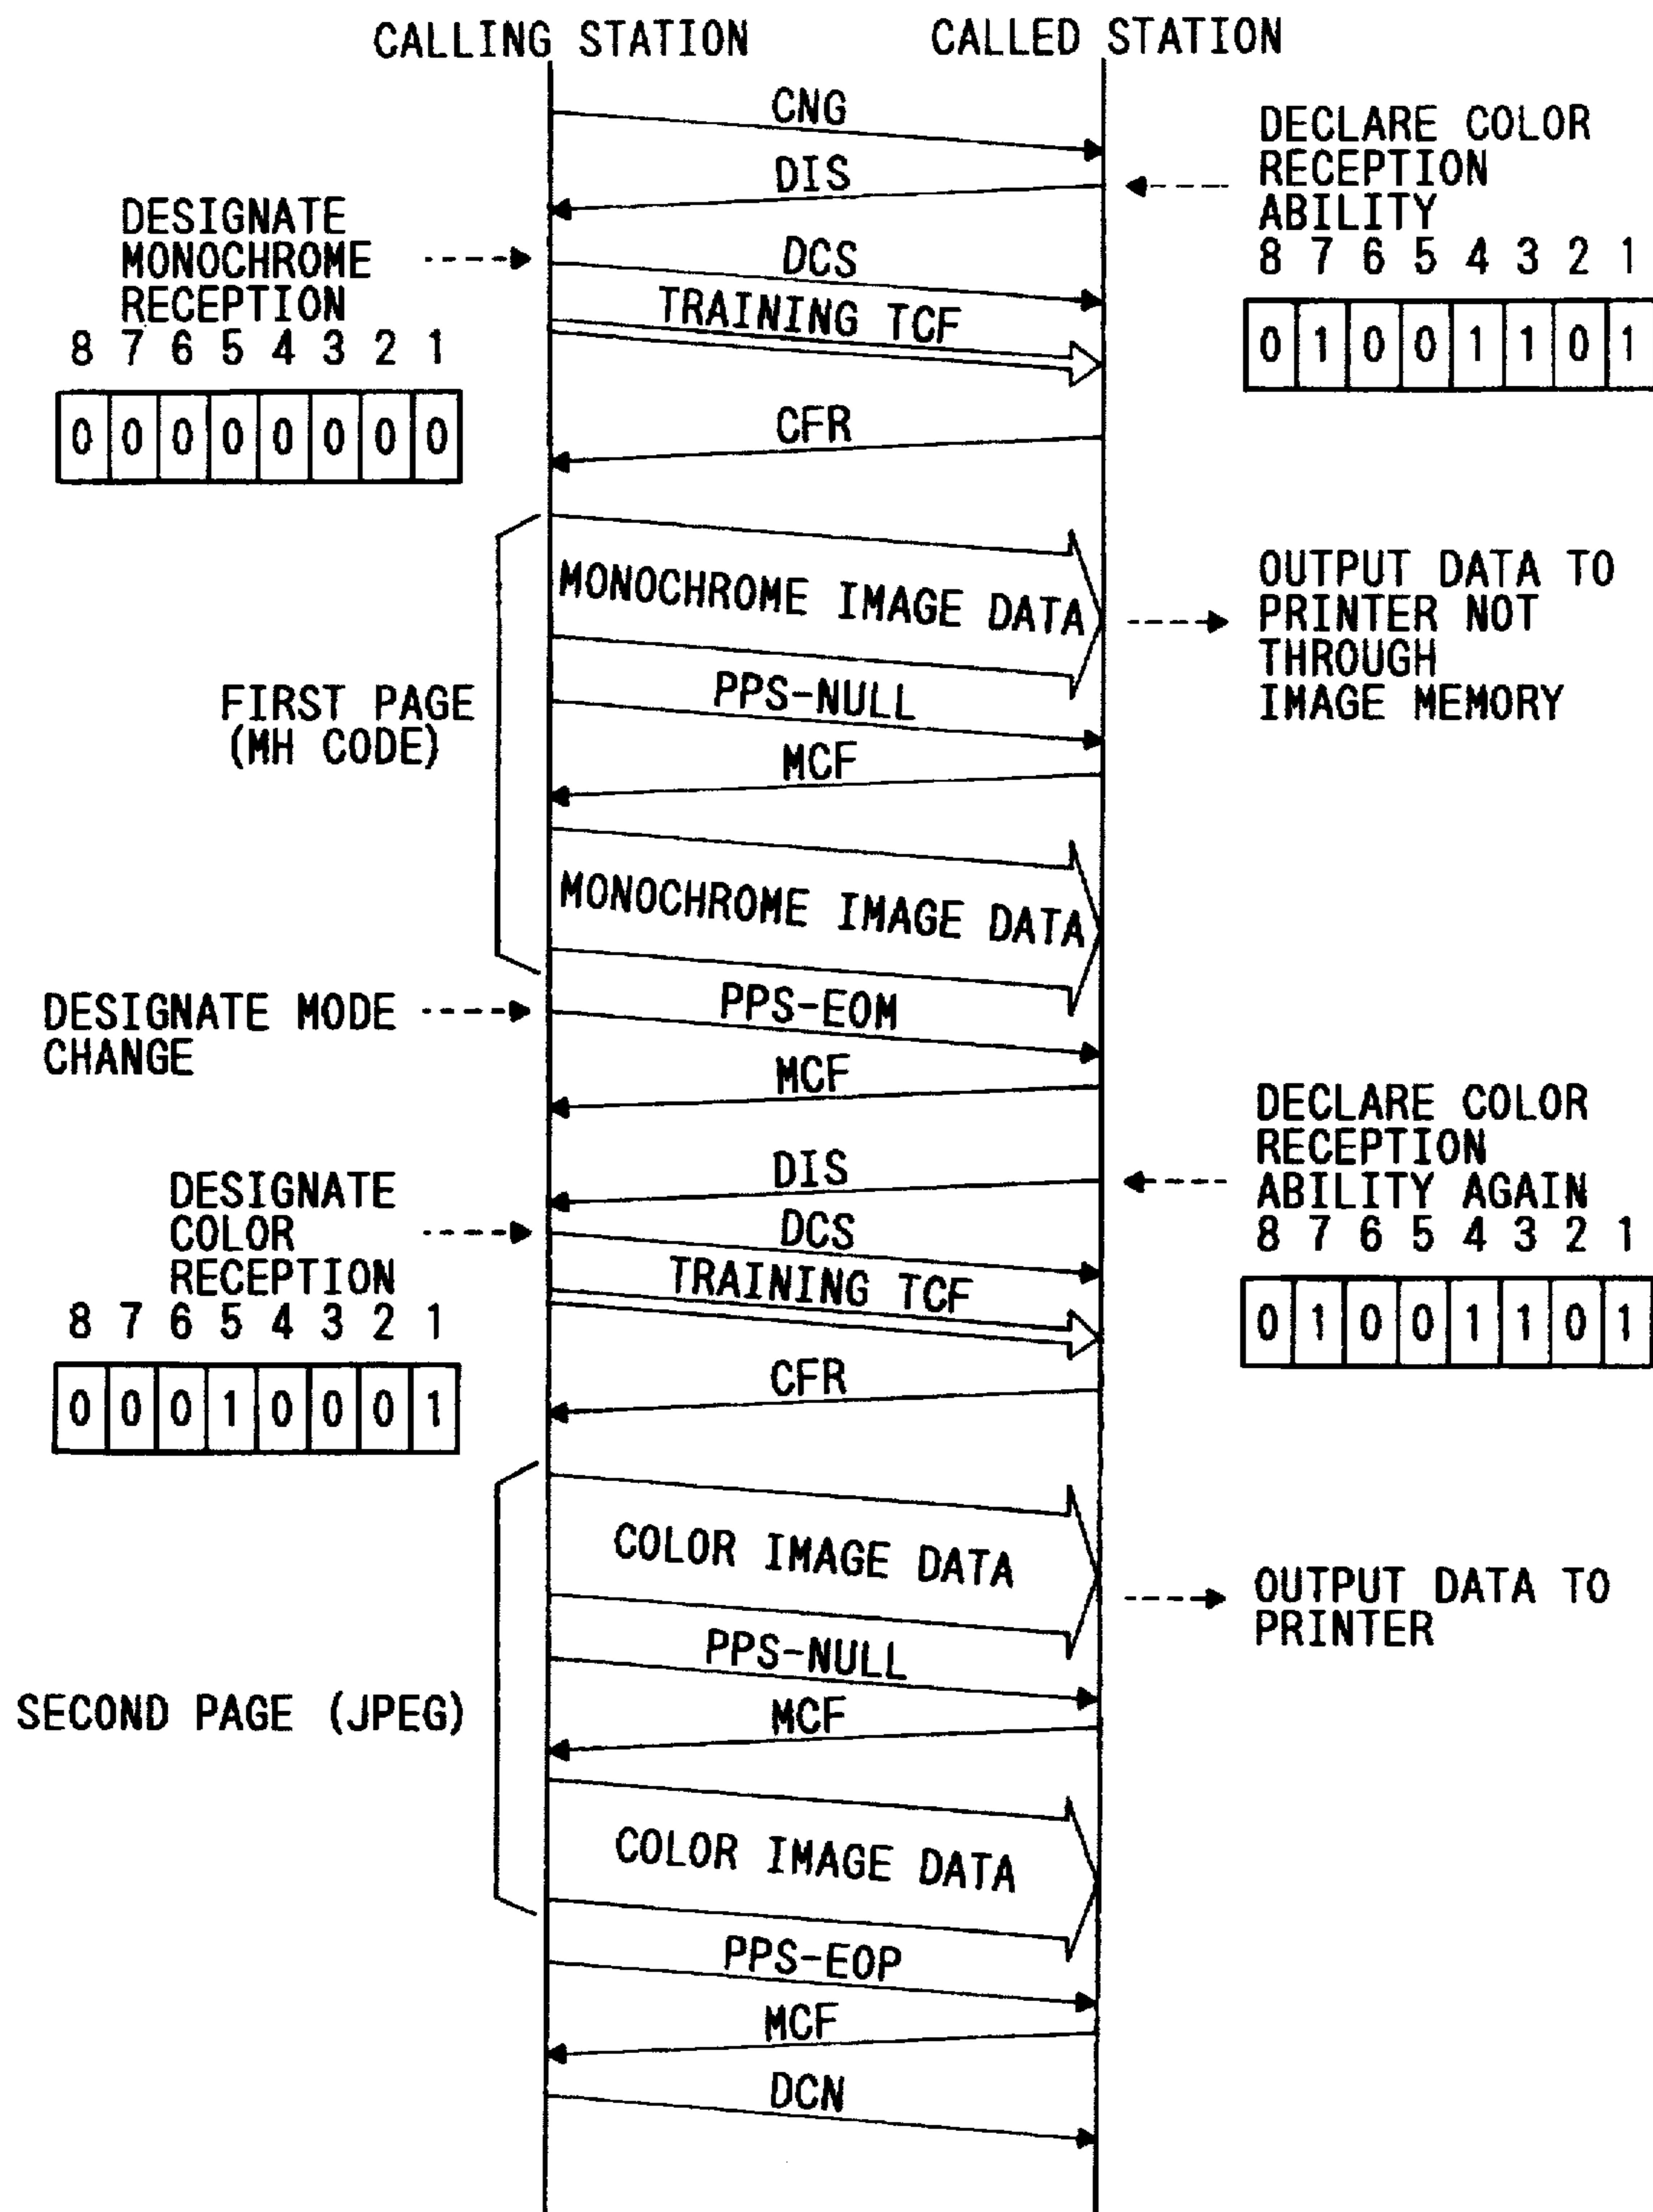 CALLING STATION
CALLED STATION
CNG
DECLARE COLOR
RECEPTION
ABILITY
8 7 6 5 4 3 2 1
0 1 0 0 1 1 0 1
DIS
DESIGNATE
MONOCHROME
RECEPTION
8 7 6 5 4 3 2 1
0 0 0 0 0 0 0 0
DCS
TRAINING TCF
CFR
MONOCHROME IMAGE DATA
OUTPUT DATA TO
PRINTER NOT
THROUGH
IMAGE MEMORY
FIRST PAGE
(MH CODE)
PPS-NULL
MCF
MONOCHROME IMAGE DATA
DESIGNATE MODE
CHANGE
PPS-EOM
MCF
DECLARE COLOR
RECEPTION
ABILITY AGAIN
8 7 6 5 4 3 2 1
0 1 0 0 1 1 0 1
DIS
DESIGNATE
COLOR
RECEPTION
8 7 6 5 4 3 2 1
0 0 0 1 0 0 0 1
DCS
TRAINING TCF
CFR
COLOR IMAGE DATA
OUTPUT DATA TO
PRINTER
PPS-NULL
SECOND PAGE (JPEG)
MCF
COLOR IMAGE DATA
PPS-EOP
MCF
DCN